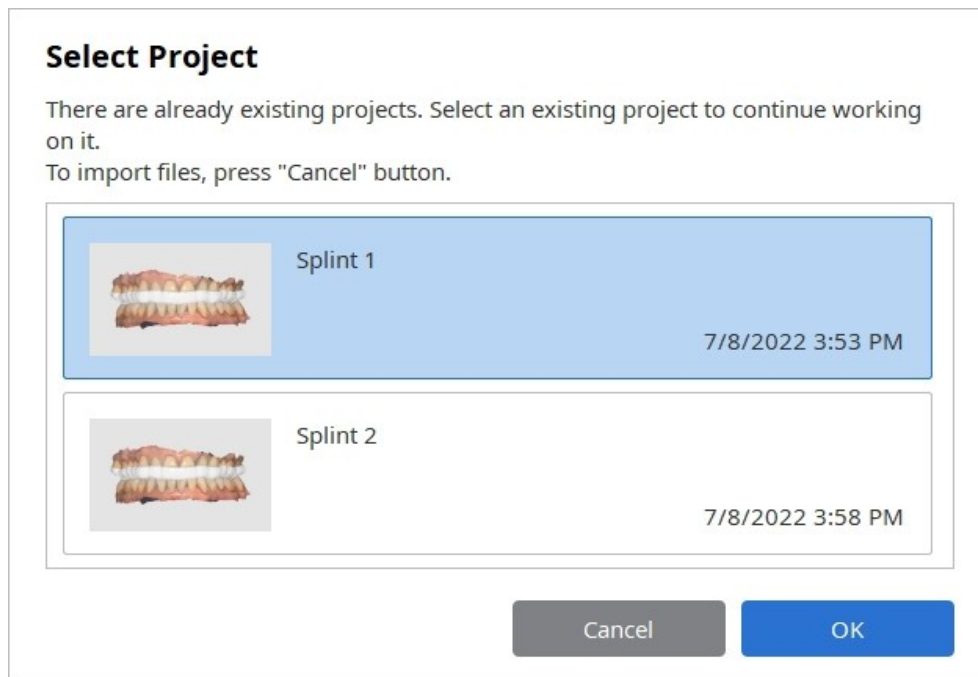 Select Project
There are already existing projects. Select an existing project to continue working
on it.
To import files, press "Cancel" button.
Splint 1
7/8/2022 3:53 PM
Splint 2
7/8/2022 3:58 PM
Cancel
OK